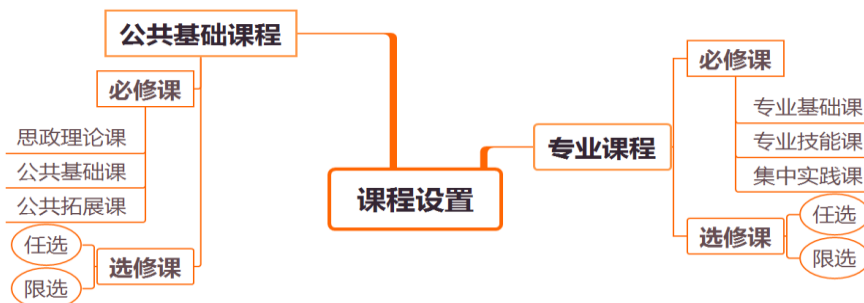 公共基础课程
必修课
思政理论课
公共基础课
公共拓展课
选修课
任选
限选
课程设置
专业课程
必修课
专业基础课
专业技能课
集中实践课
选修课
任选
限选